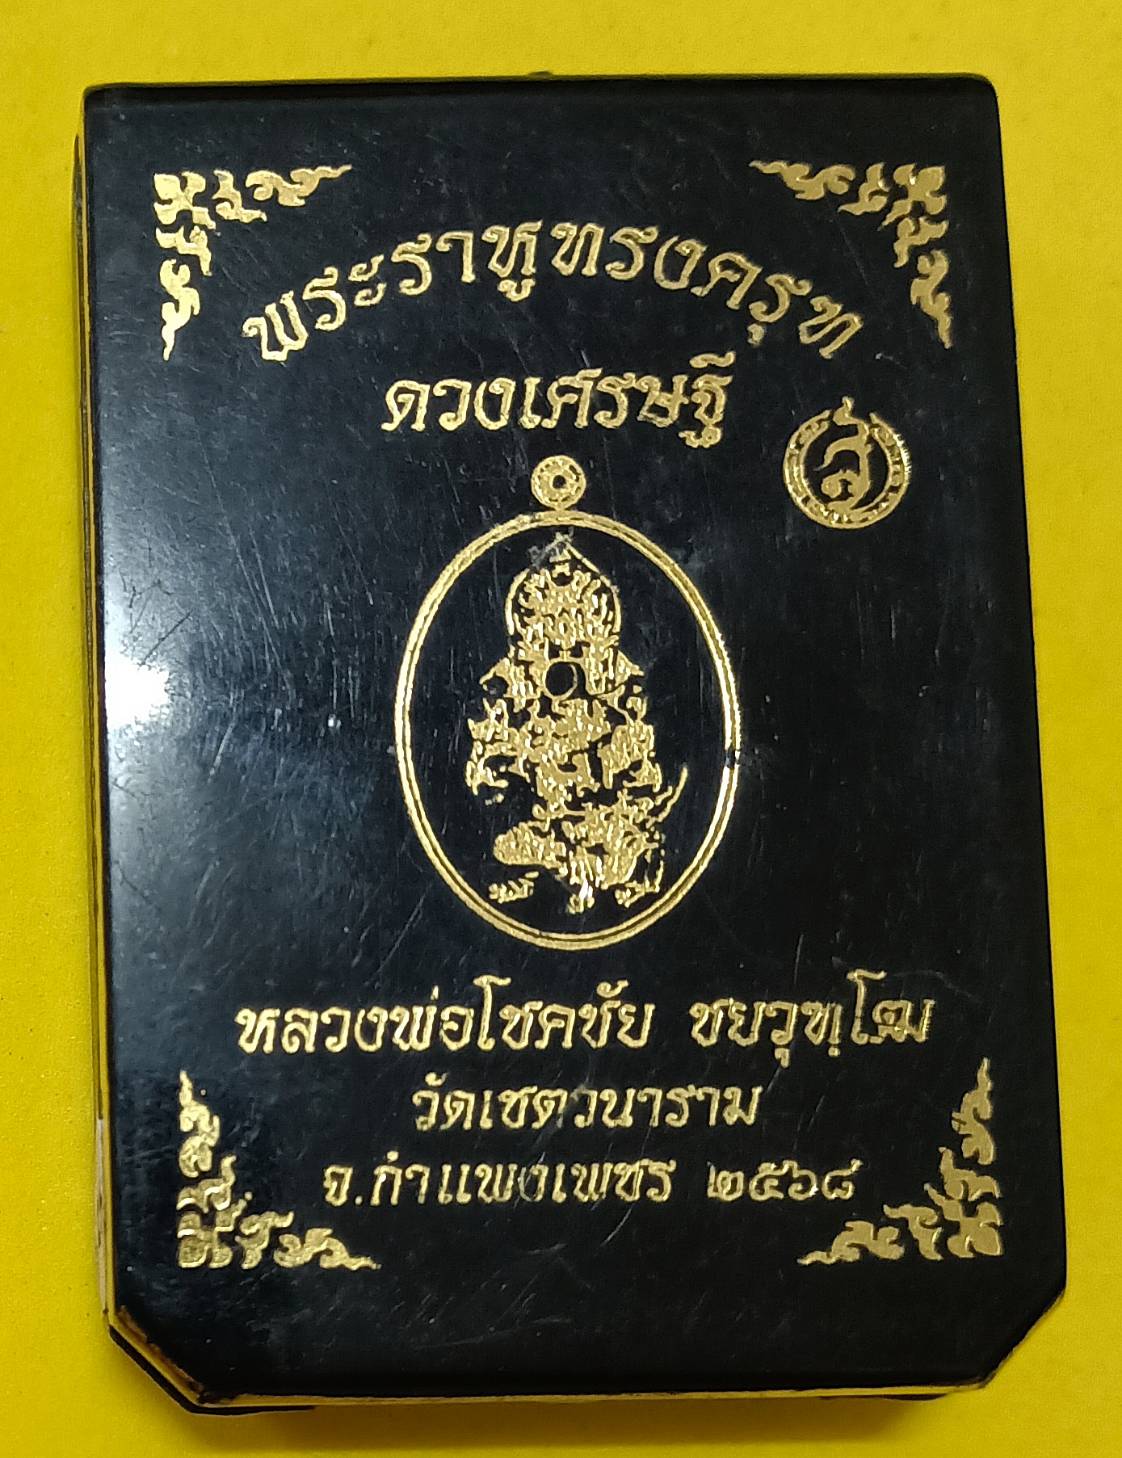 พระราหูทรงครุฑ
ดวงเศรษฐี
หลวงพ่อโชคชัย ชยวุฑฺโฒ
วัดเชตวนาราม
จ.กำแพงเพชร ๒๕๖๘